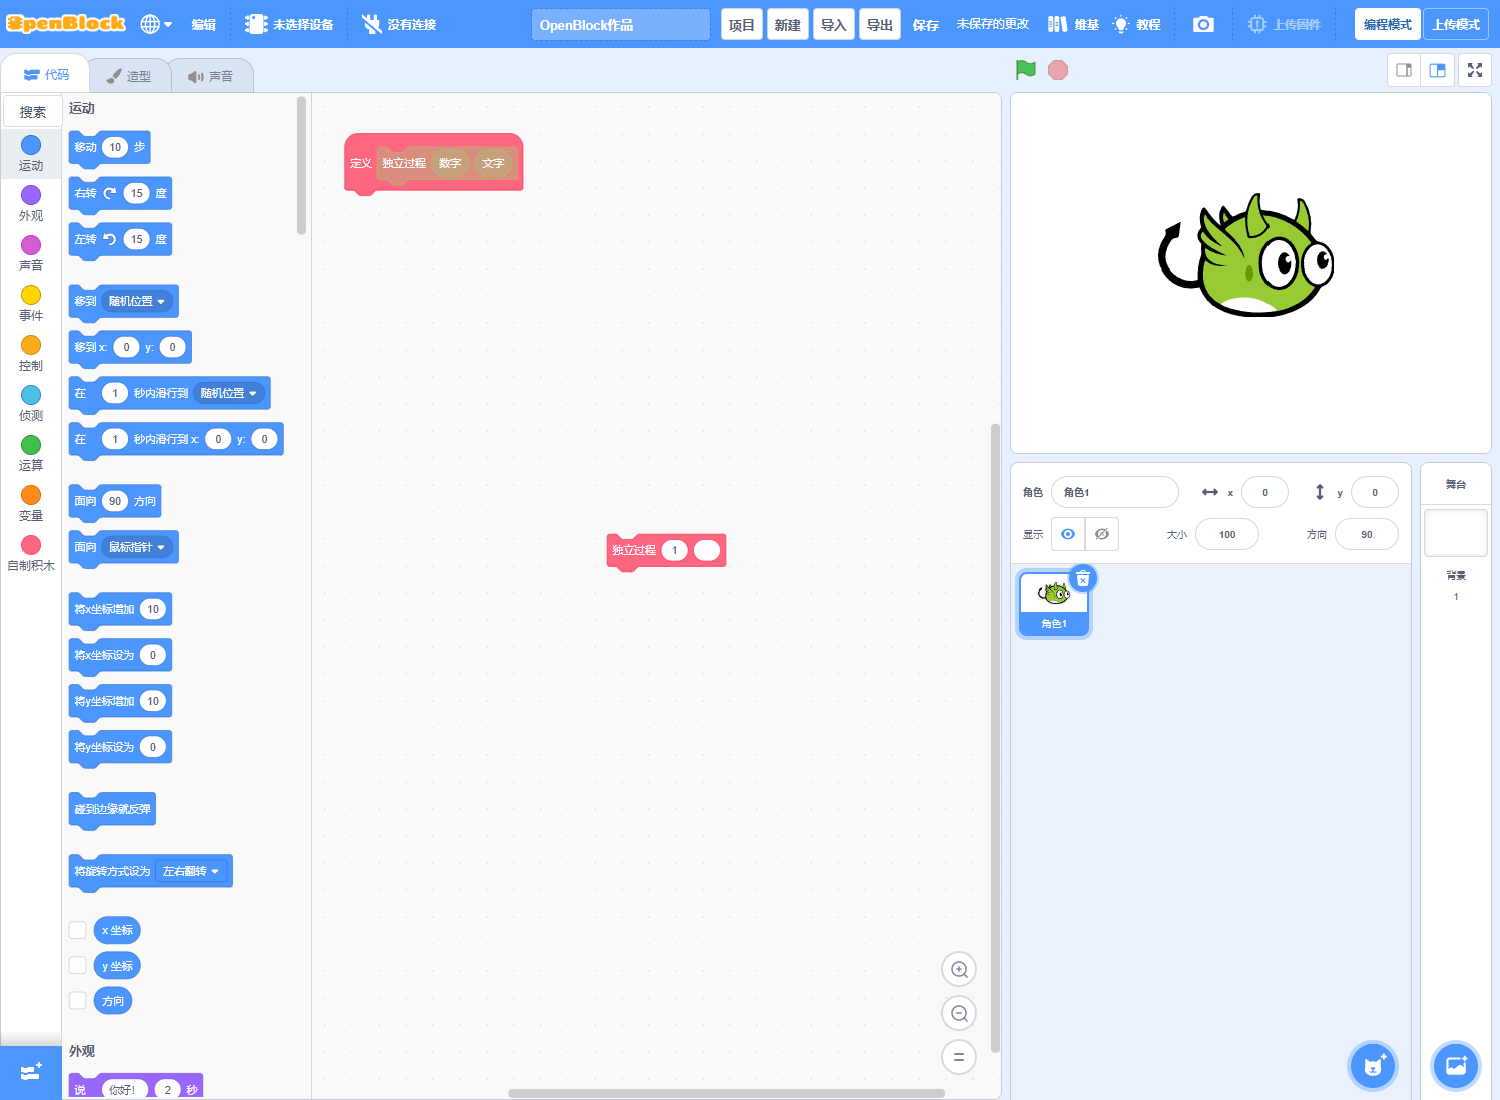 OpenBlock
编辑
未选择设备
没有连接
OpenBlock作品
项目
新建
导入
导出
保存
未保存的更改
维基
教程
上传固件
编程模式
上传模式
代码
造型
声音
搜索
运动
外观
声音
事件
控制
侦测
运算
变量
自制积木
运动
移动 10 步
右转 15 度
左转 15 度
移到 随机位置
移到 x: 0 y: 0
在 1 秒内滑行到 随机位置
在 1 秒内滑行到 x: 0 y: 0
面向 90 方向
面向 鼠标指针
将x坐标增加 10
将x坐标设为 0
将y坐标增加 10
将y坐标设为 0
碰到边缘就反弹
将旋转方式设为 左右翻转
x 坐标
y 坐标
方向
外观
说 你好! 2 秒
定义 独立过程 数字 文字
独立过程 1
角色 角色1 x 0 y 0
显示 大小 100 方向 90
角色1
舞台
背景
1